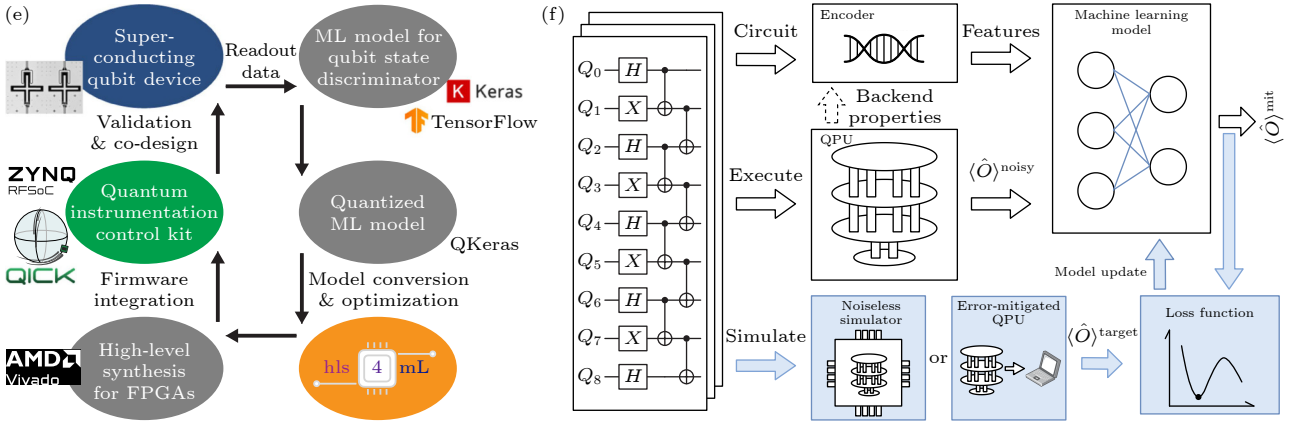 (e)
Super-
conducting
qubit device
Readout
data
ML model for
qubit state
discriminator
K Keras
TensorFlow
Validation
& co-design
ZYNQ
RFSoC
Quantum
instrumentation
control kit
QICK
Quantized
ML model
QKeras
Firmware
integration
Model conversion
& optimization
AMD
Vivado
High-level
synthesis
for FPGAs
hls 4 mL
(f)
Q0 H
Q1 X
Q2 H
Q3 X
Q4 H
Q5 X
Q6 H
Q7 X
Q8 H
Circuit
Encoder
Features
Machine learning
model
Backend
properties
Execute
QPU
⟨Ô⟩noisy
⟨Ô⟩mit
Model update
Simulate
Noiseless
simulator
or
Error-mitigated
QPU
⟨Ô⟩target
Loss function